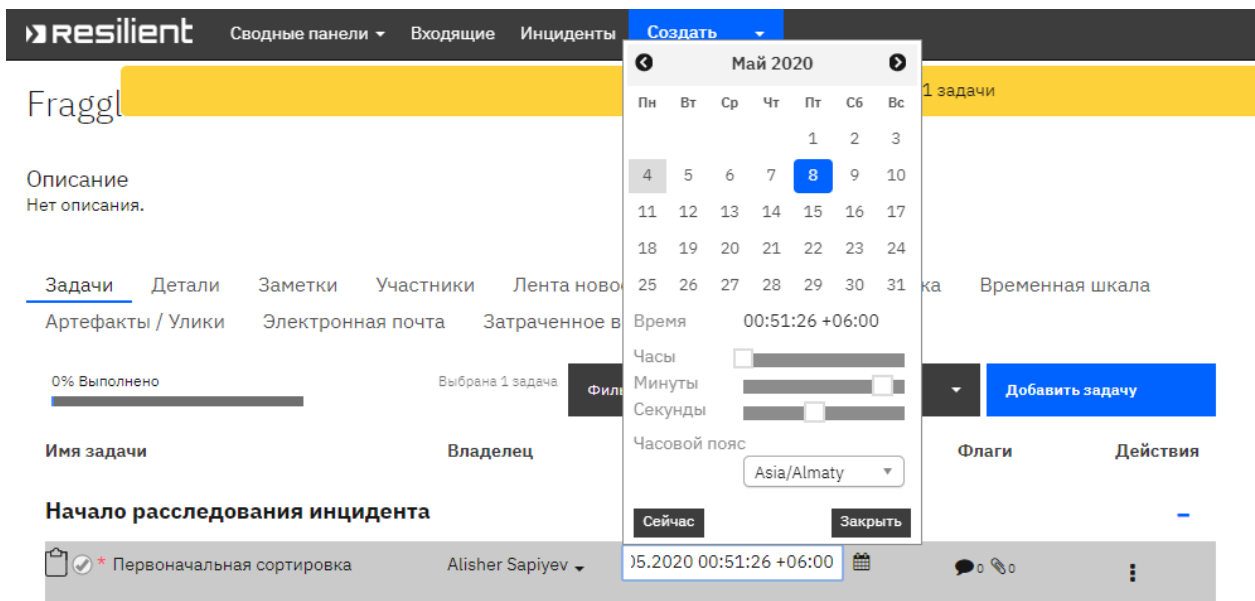 resilient Сводные панели Входящие Инциденты Создать
Май 2020
Fraggl
1 задачи
Пн Вт Ср Чт Пт Сб Вс
1 2 3
Описание
4 5 6 7 8 9 10
Нет описания.
11 12 13 14 15 16 17
18 19 20 21 22 23 24
Задачи Детали Заметки Участники Лента ново 25 26 27 28 29 30 31 ка Временная шкала
Артефакты / Улики Электронная почта Затраченное в
Время 00:51:26 +06:00
Часы
Минуты
Секунды
0% Выполнено Выбрана 1 задача Фил Добавить задачу
Часовой пояс
Asia/Almaty
Имя задачи Владелец Флаги Действия
Сейчас Закрыть
Начало расследования инцидента
* Первоначальная сортировка Alisher Sapiyev 05.2020 00:51:26 +06:00 0 0